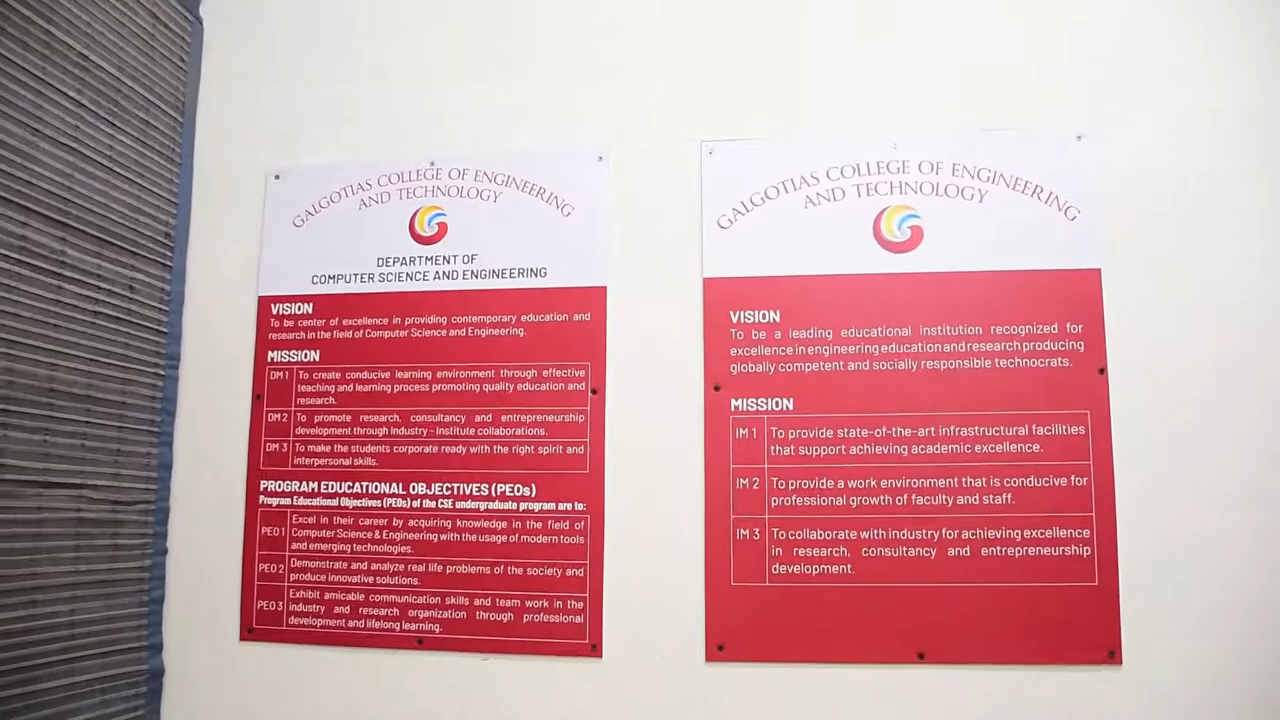 GALGOTIAS COLLEGE OF ENGINEERING
AND TECHNOLOGY
DEPARTMENT OF
COMPUTER SCIENCE AND ENGINEERING
VISION
To be center of excellence in providing contemporary education and
research in the field of Computer Science and Engineering.
MISSION
DM 1 To create conducive learning environment through effective
teaching and learning process promoting quality education and
research.
DM 2 To promote research, consultancy and entrepreneurship
development through Industry - Institute collaborations.
DM 3 To make the students corporate ready with the right spirit and
interpersonal skills.
PROGRAM EDUCATIONAL OBJECTIVES (PEOs)
Program Educational Objectives (PEOs) of the CSE undergraduate program are to:
PEO 1 Excel in their career by acquiring knowledge in the field of
Computer Science & Engineering with the usage of modern tools
and emerging technologies.
PEO 2 Demonstrate and analyze real life problems of the society and
produce innovative solutions.
PEO 3 Exhibit amicable communication skills and team work in the
industry and research organization through professional
development and lifelong learning.
GALGOTIAS COLLEGE OF ENGINEERING
AND TECHNOLOGY
VISION
To be a leading educational institution recognized for
excellence in engineering education and research producing
globally competent and socially responsible technocrats.
MISSION
IM 1 To provide state-of-the-art infrastructural facilities
that support achieving academic excellence.
IM 2 To provide a work environment that is conducive for
professional growth of faculty and staff.
IM 3 To collaborate with industry for achieving excellence
in research, consultancy and entrepreneurship
development.